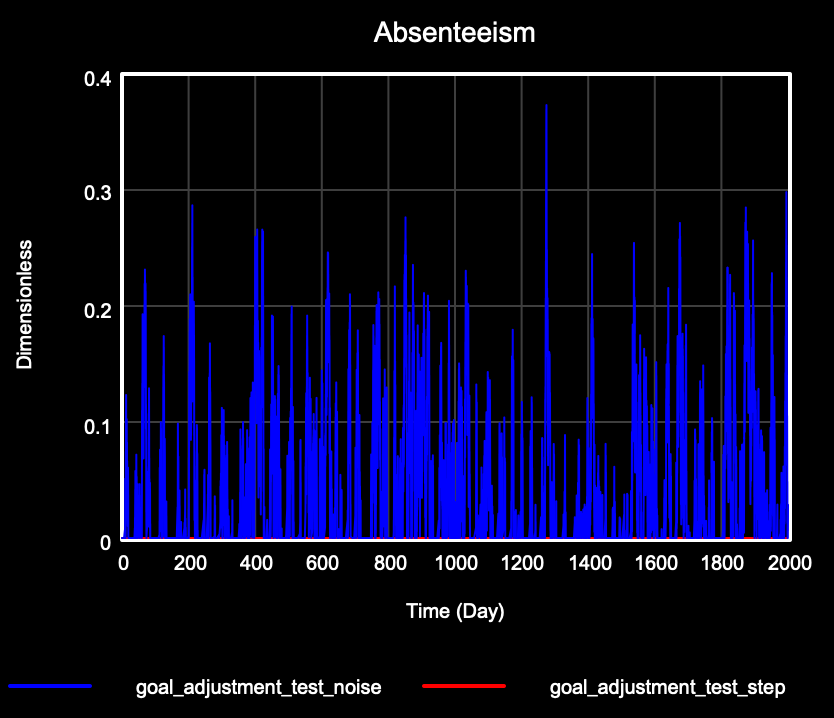 Absenteeism
0.4
0.3
0.2
0.1
0
Dimensionless
0 200 400 600 800 1000 1200 1400 1600 1800 2000
Time (Day)
goal_adjustment_test_noise goal_adjustment_test_step